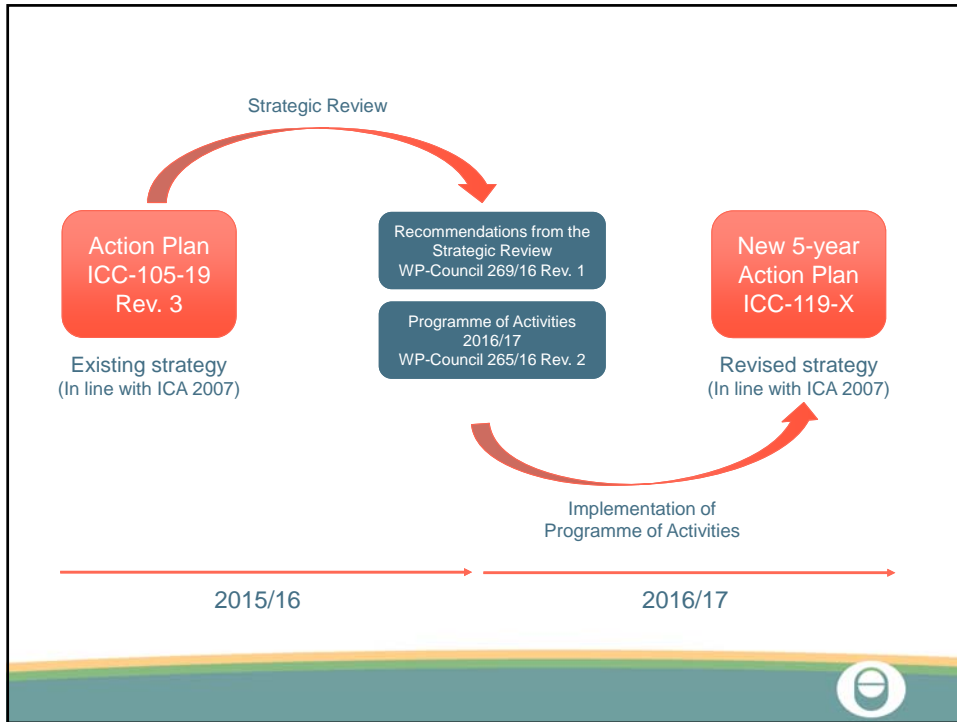 Strategic Review
Action Plan
ICC-105-19
Rev. 3
Existing strategy
(In line with ICA 2007)
Recommendations from the
Strategic Review
WP-Council 269/16 Rev. 1
Programme of Activities
2016/17
WP-Council 265/16 Rev. 2
New 5-year
Action Plan
ICC-119-X
Revised strategy
(In line with ICA 2007)
Implementation of
Programme of Activities
2015/16
2016/17